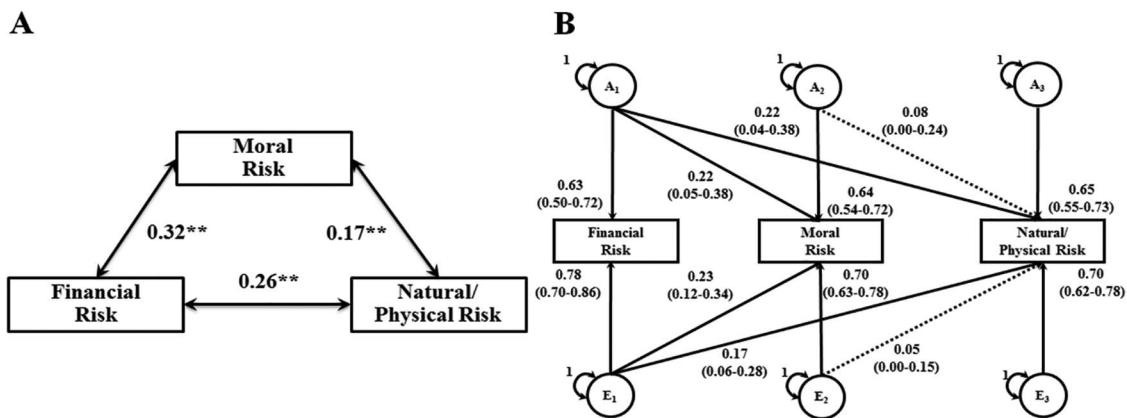 A
Moral
Risk
0.32**
0.17**
0.26**
Financial
Risk
Natural/
Physical Risk
B
1
A₁
1
A₂
1
A₃
0.22
(0.04-0.38)
0.08
(0.00-0.24)
0.63
(0.50-0.72)
0.22
(0.05-0.38)
0.64
(0.54-0.72)
0.65
(0.55-0.73)
Financial
Risk
Moral
Risk
Natural/
Physical Risk
0.78
(0.70-0.86)
0.23
(0.12-0.34)
0.70
(0.63-0.78)
0.70
(0.62-0.78)
0.17
(0.06-0.28)
0.05
(0.00-0.15)
1
E₁
1
E₂
1
E₃